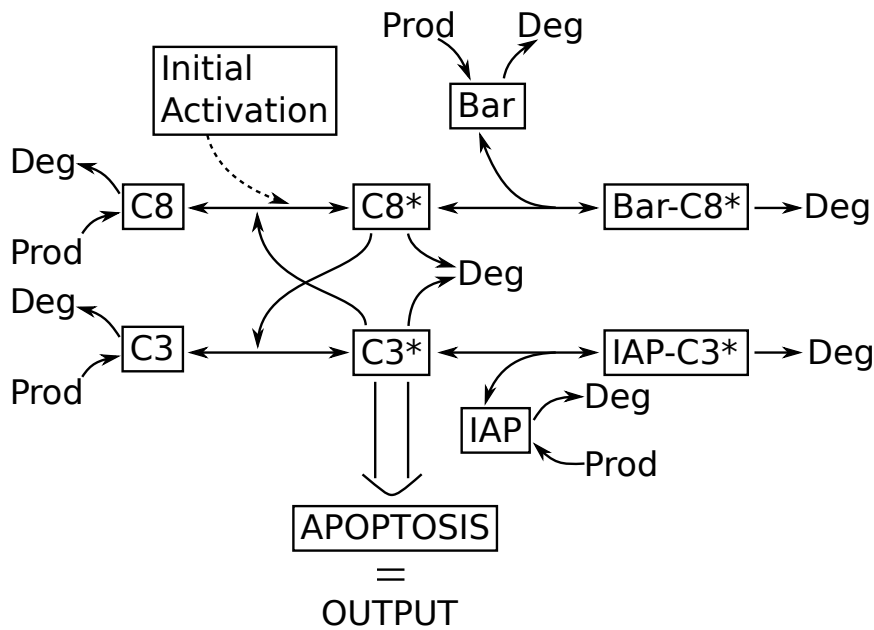 Prod
Deg
Initial
Activation
Bar
Deg
C8
C8*
Bar-C8*
Deg
Prod
Deg
Deg
C3
C3*
IAP-C3*
Deg
Prod
Deg
IAP
Prod
APOPTOSIS
=
OUTPUT